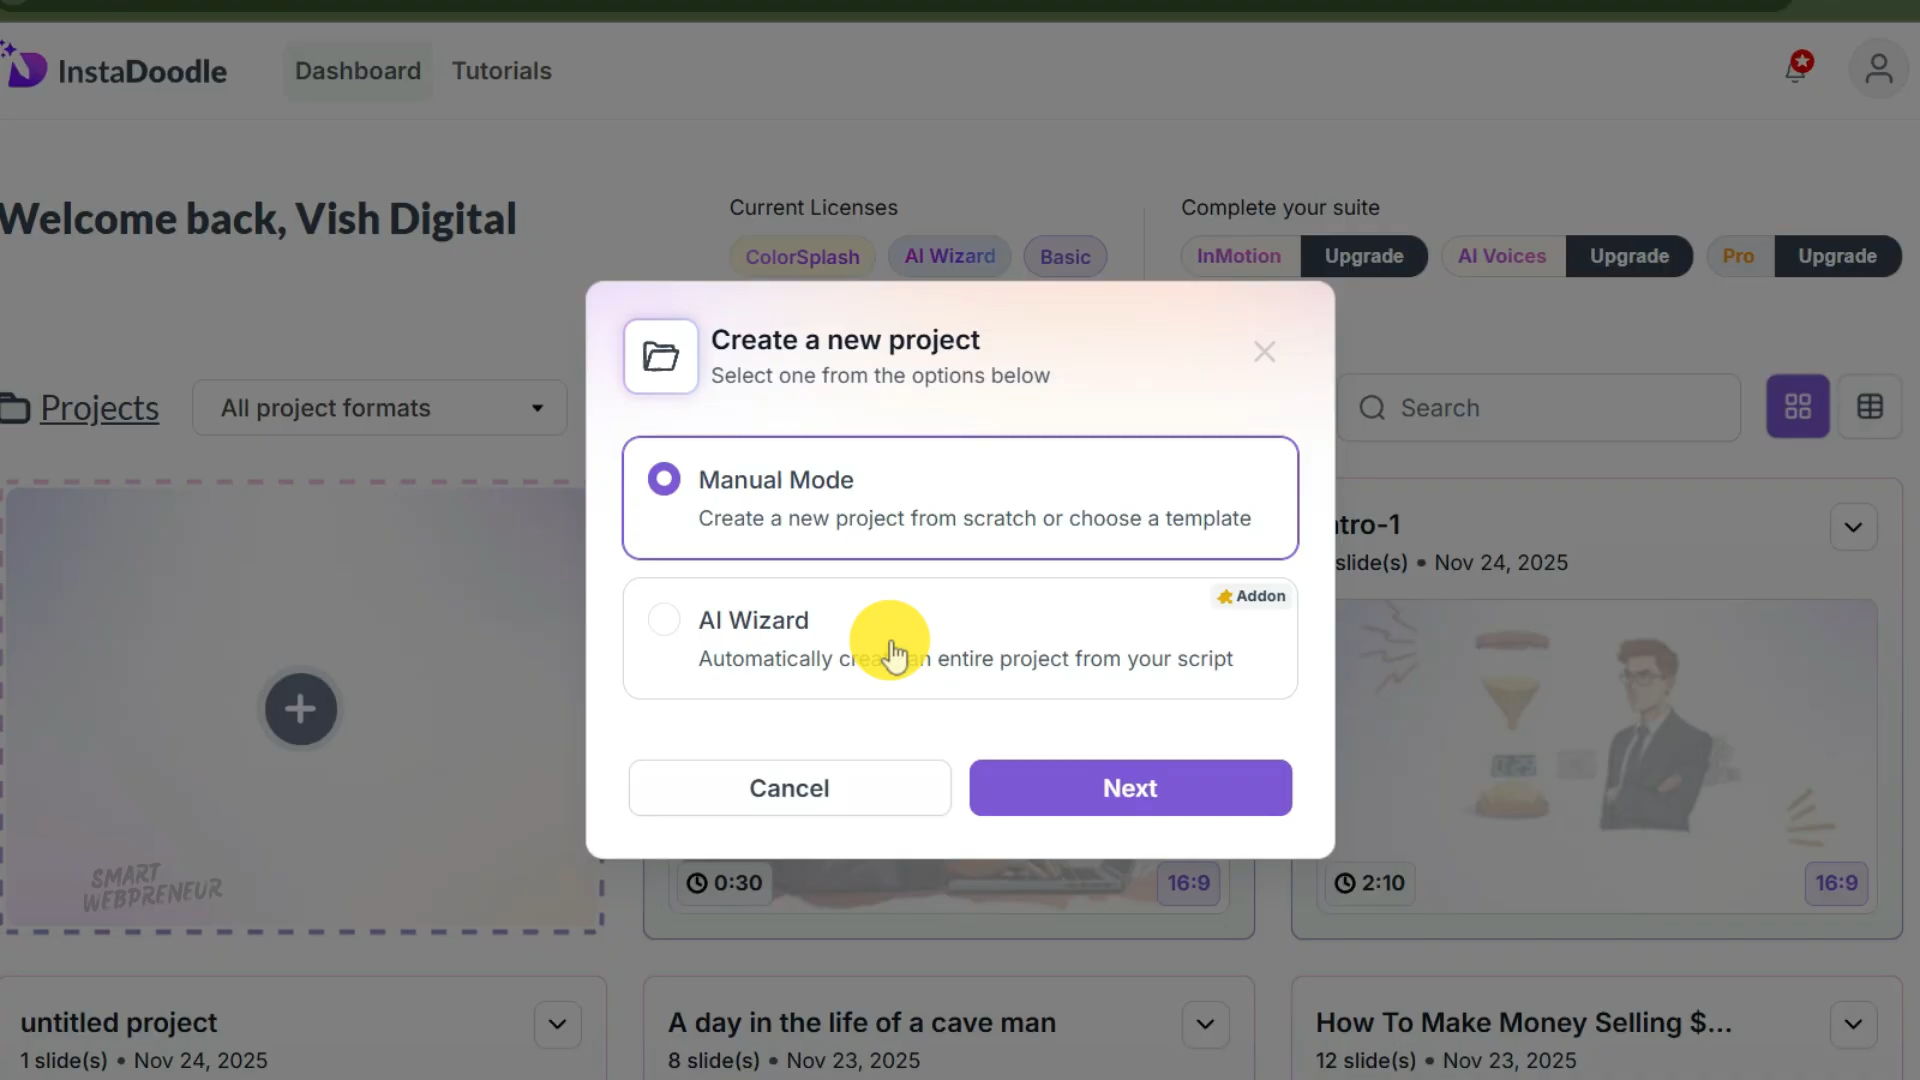 InstaDoodle
Dashboard
Tutorials
Welcome back, Vish Digital
Current Licenses
ColorSplash
AI Wizard
Basic
Complete your suite
InMotion
Upgrade
AI Voices
Upgrade
Pro
Upgrade
Projects
All project formats
Search
Create a new project
Select one from the options below
Manual Mode
Create a new project from scratch or choose a template
Addon
AI Wizard
Automatically an entire project from your script
Cancel
Next
tro-1
slide(s) • Nov 24, 2025
SMART
WEBPRENEUR
0:30
16:9
2:10
16:9
untitled project
1 slide(s) • Nov 24, 2025
A day in the life of a cave man
8 slide(s) • Nov 23, 2025
How To Make Money Selling $...
12 slide(s) • Nov 23, 2025